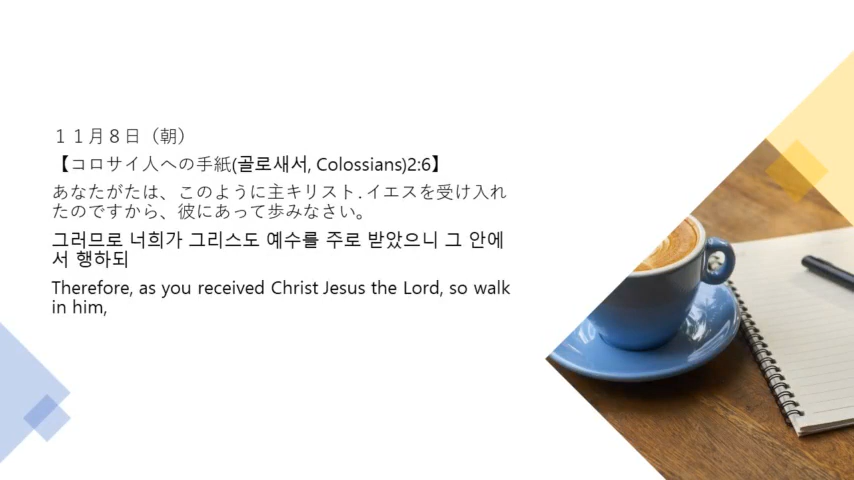 １１月８日（朝）
【コロサイ人への手紙(골로새서, Colossians)2:6】
あなたがたは、このように主キリスト.イエスを受け入れ
たのですから、彼にあって歩みなさい。
그러므로 너희가 그리스도 예수를 주로 받았으니 그 안에
서 행하되
Therefore, as you received Christ Jesus the Lord, so walk
in him,